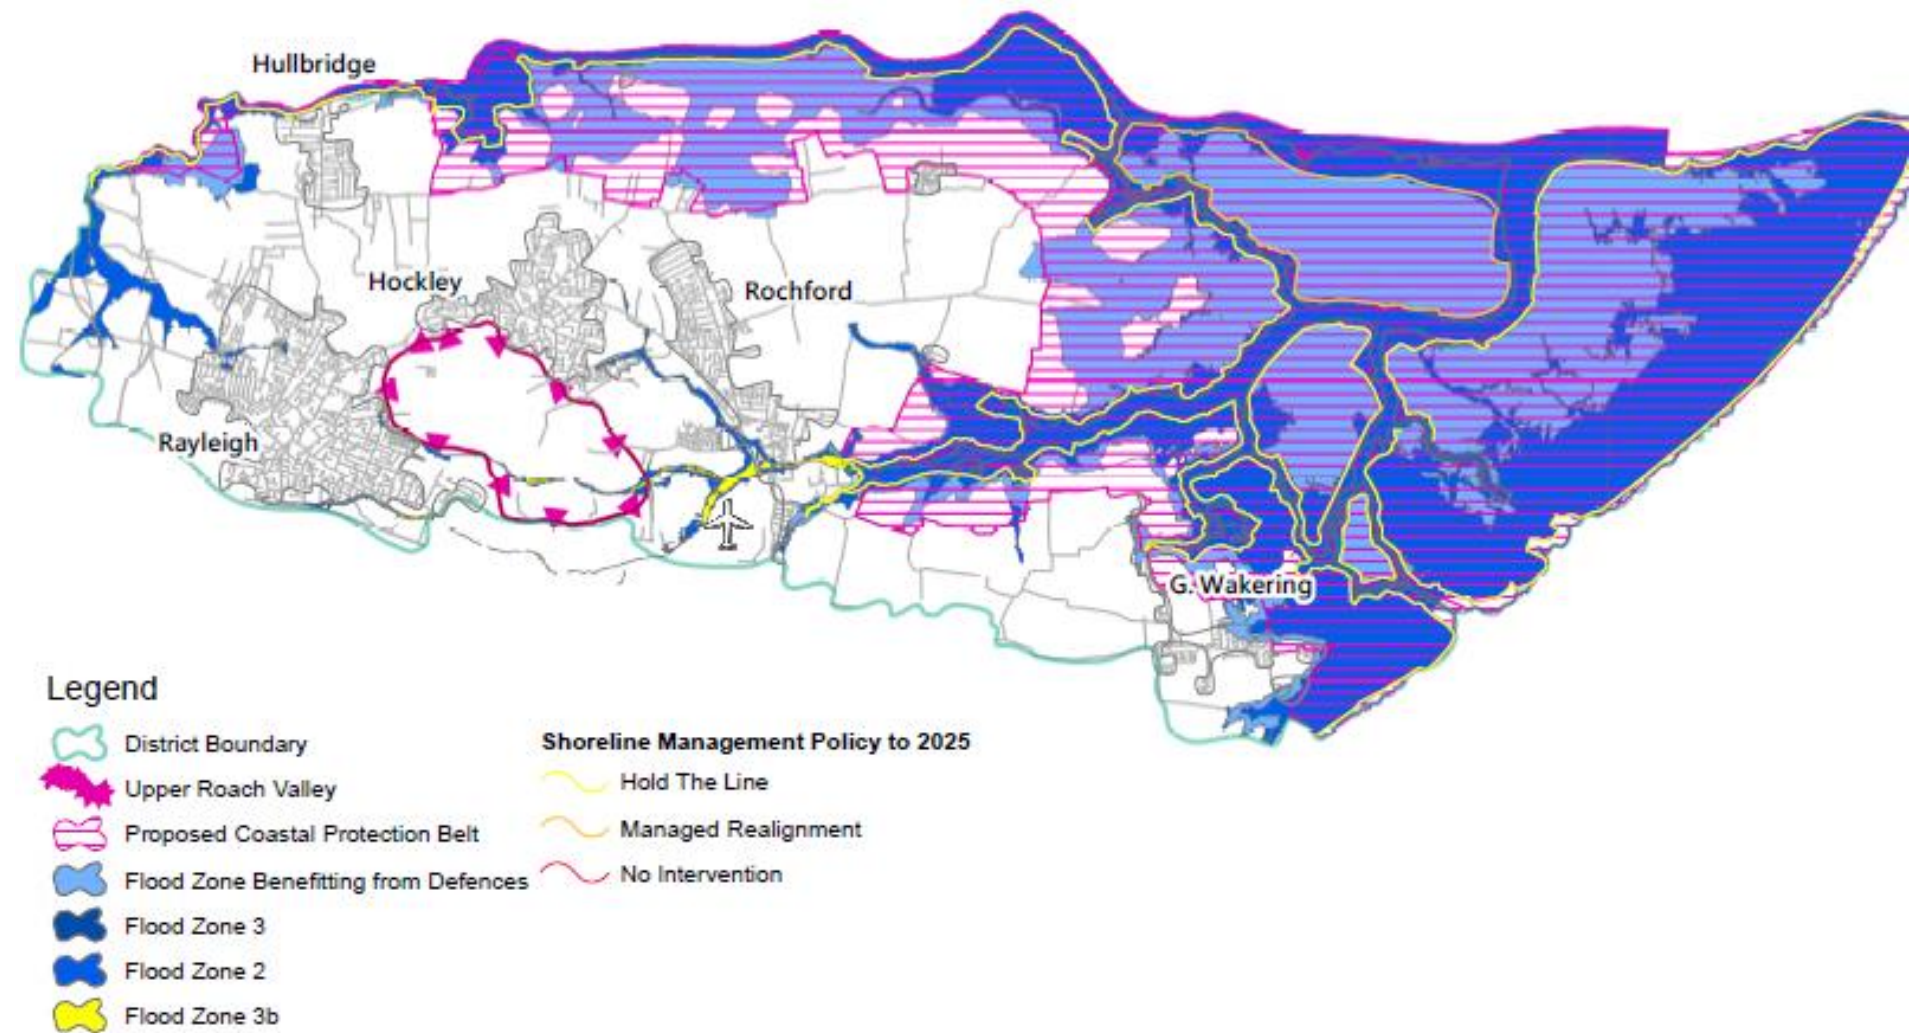 Hullbridge
Hockley
Rochford
Rayleigh
G. Wakering
Legend
District Boundary
Upper Roach Valley
Proposed Coastal Protection Belt
Flood Zone Benefitting from Defences
Flood Zone 3
Flood Zone 2
Flood Zone 3b
Shoreline Management Policy to 2025
Hold The Line
Managed Realignment
No Intervention